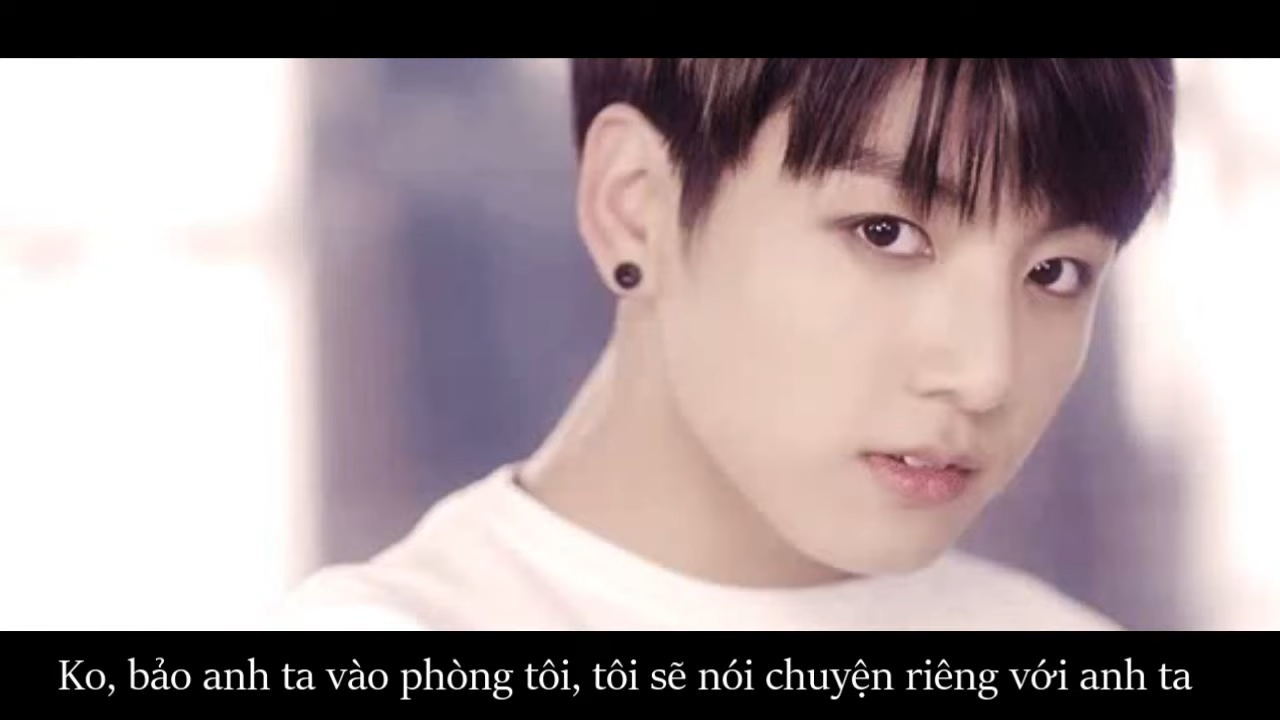 Ko, bảo anh ta vào phòng tôi, tôi sẽ nói chuyện riêng với anh ta